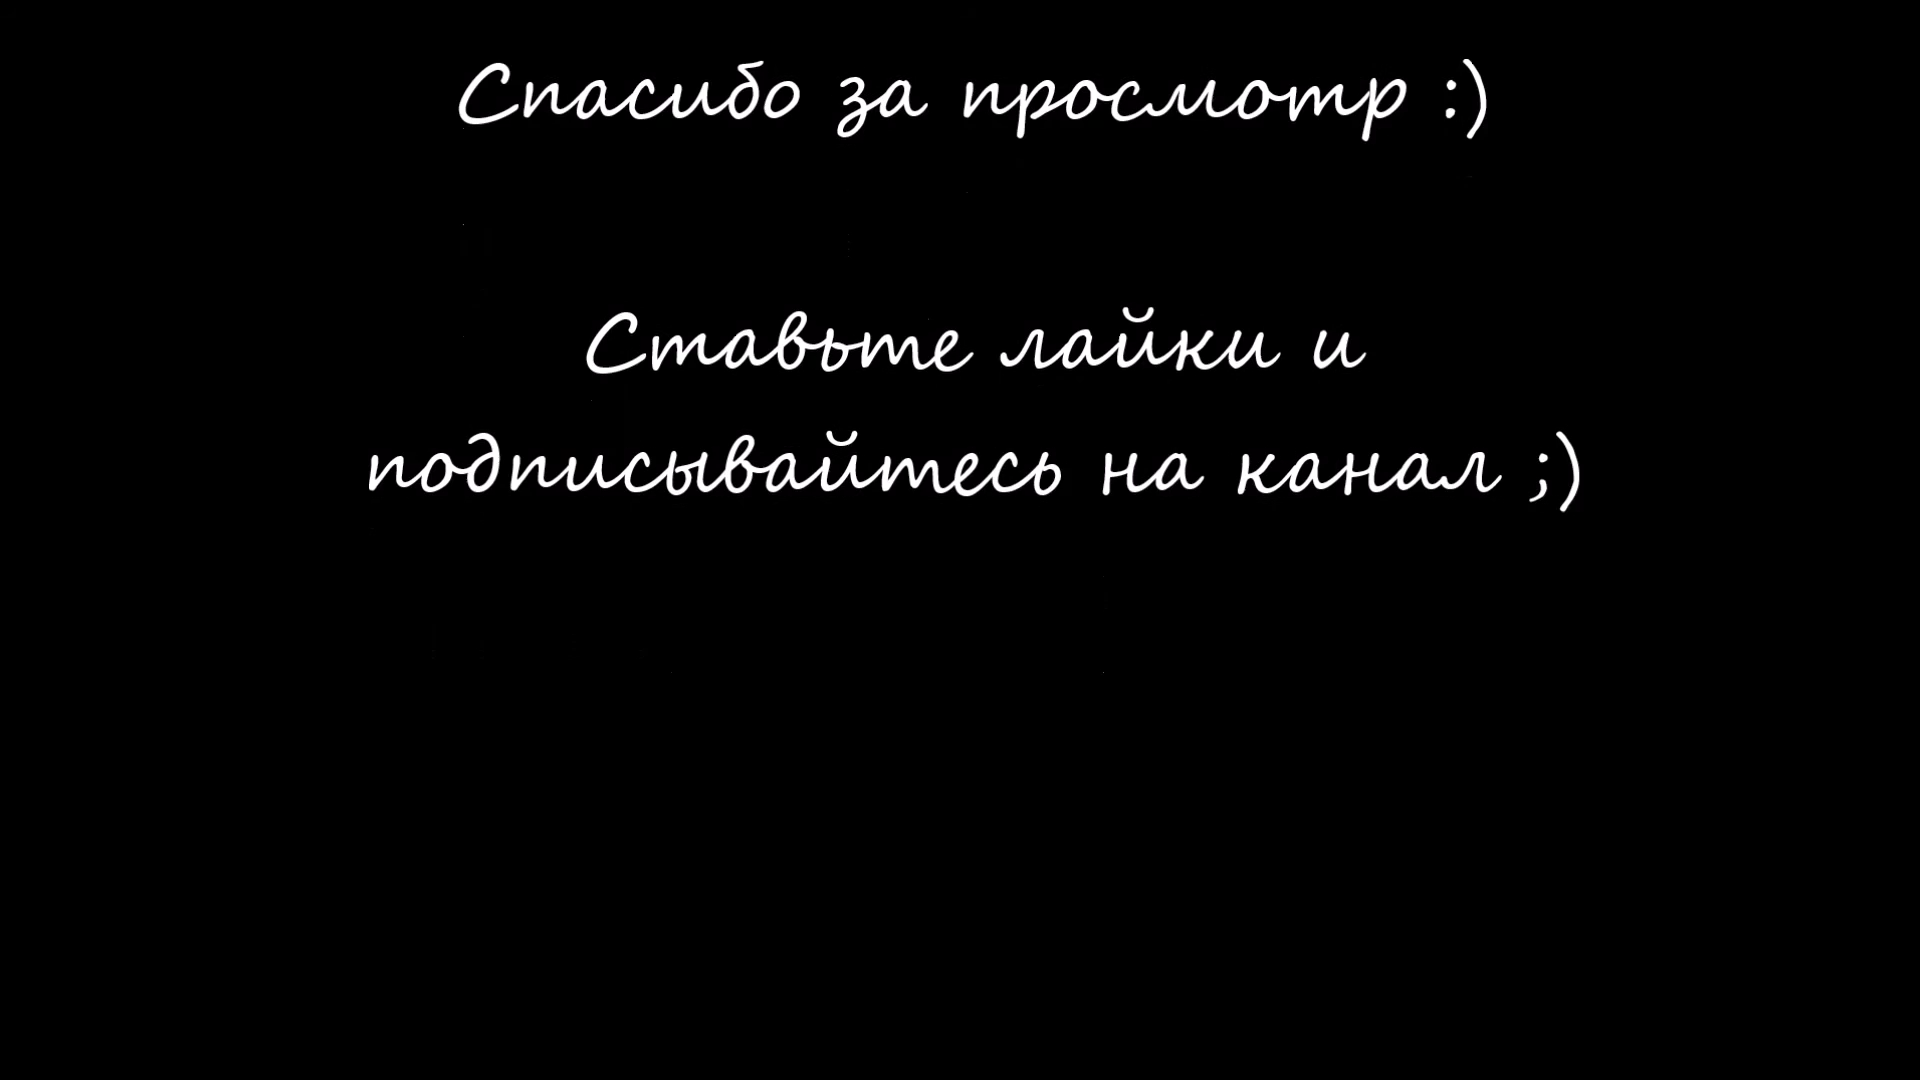 Спасибо за просмотр :)
Ставьте лайки и
подписывайтесь на канал ;)